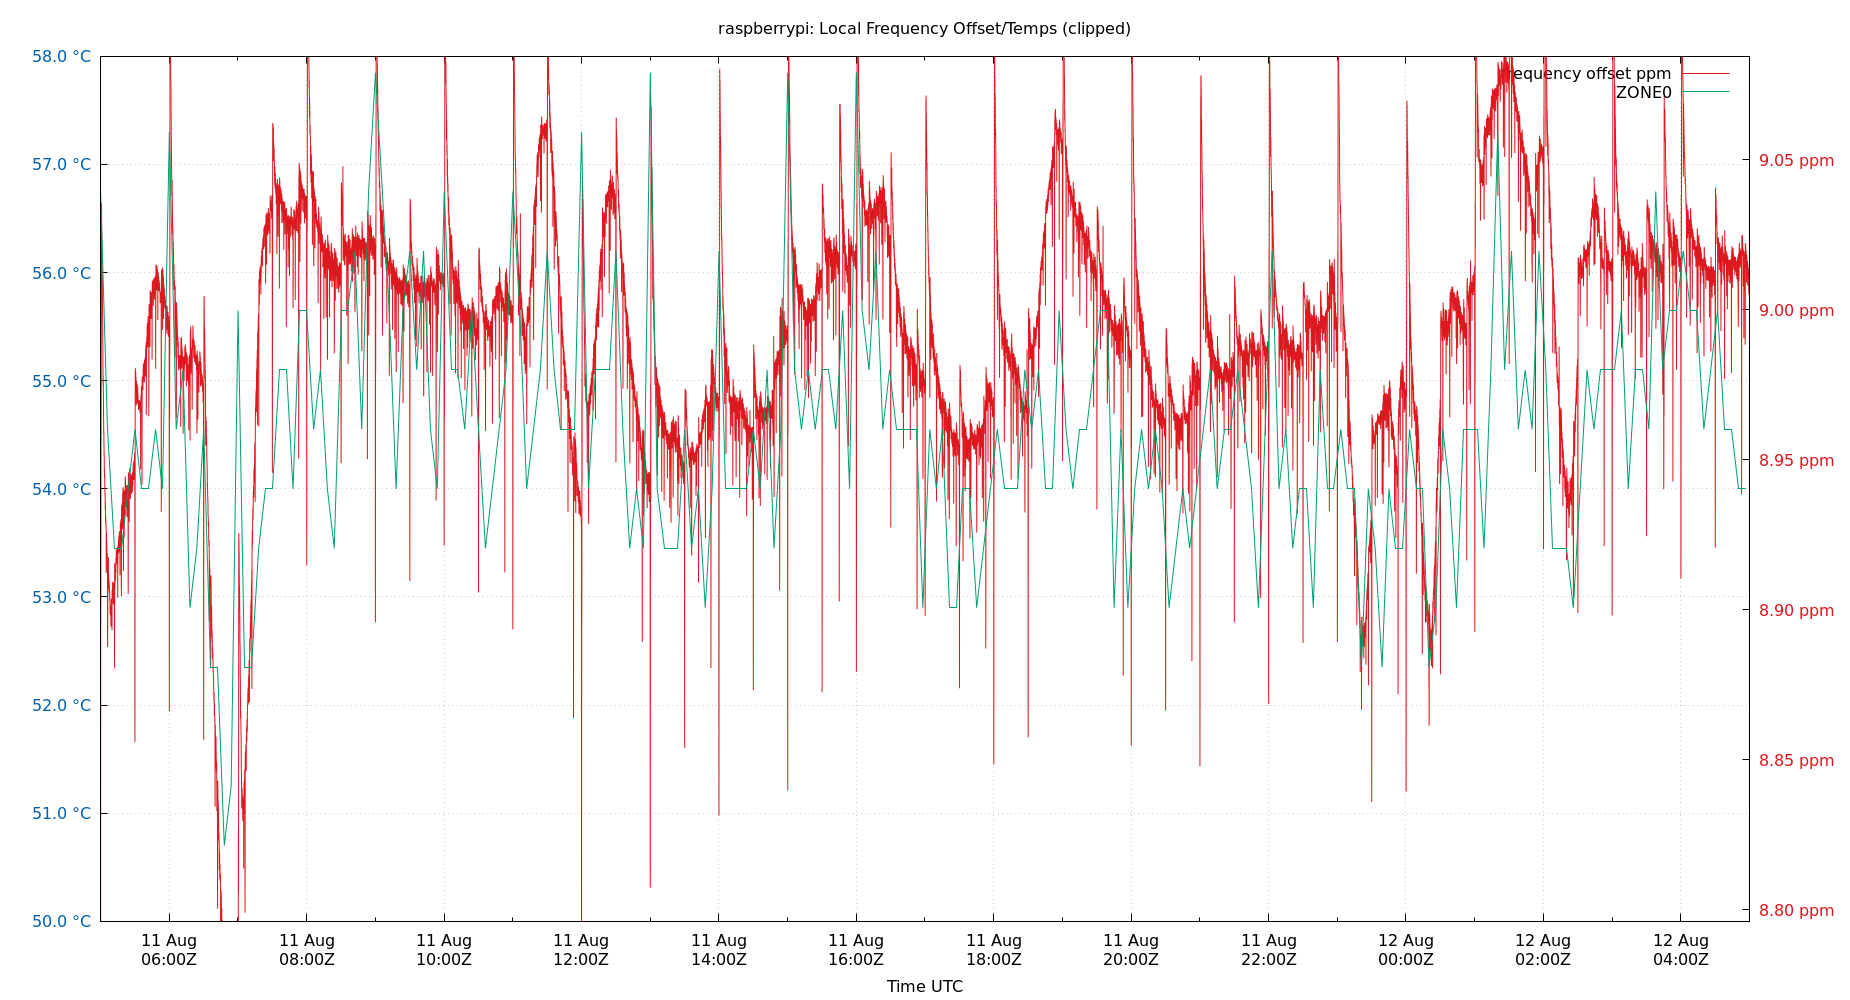 raspberrypi: Local Frequency Offset/Temps (clipped)
58.0 °C
57.0 °C
56.0 °C
55.0 °C
54.0 °C
53.0 °C
52.0 °C
51.0 °C
50.0 °C
frequency offset ppm
ZONE0
9.05 ppm
9.00 ppm
8.95 ppm
8.90 ppm
8.85 ppm
8.80 ppm
11 Aug 11 Aug 11 Aug 11 Aug 11 Aug 11 Aug 11 Aug 11 Aug 11 Aug 12 Aug 12 Aug 12 Aug
06:00Z 08:00Z 10:00Z 12:00Z 14:00Z 16:00Z 18:00Z 20:00Z 22:00Z 00:00Z 02:00Z 04:00Z
Time UTC